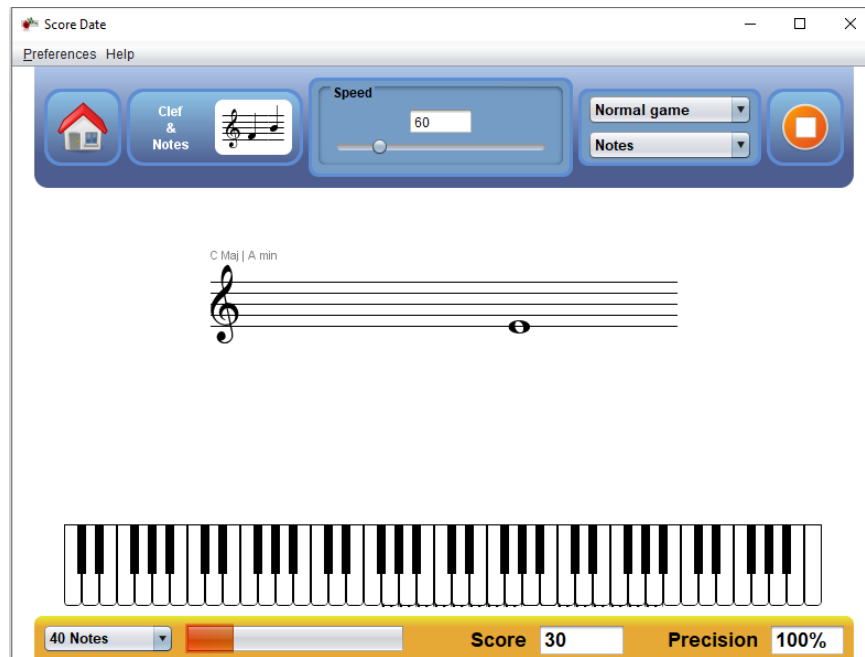 Score Date
Preferences Help
Clef
&
Notes
Speed
60
Normal game
Notes
C Maj | A min
40 Notes
Score 30
Precision 100%